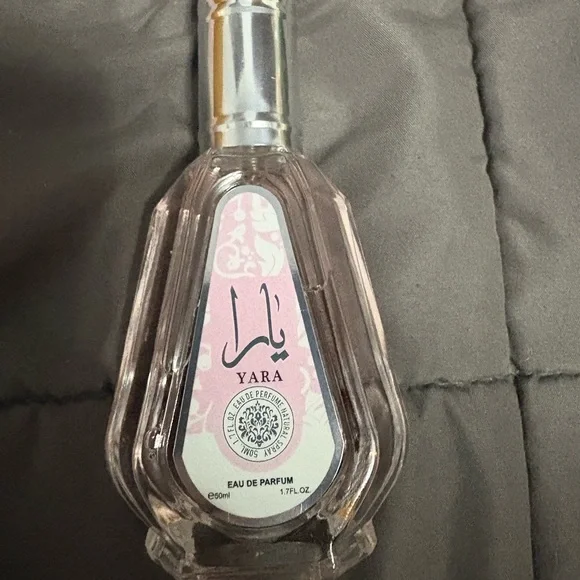 يارا
YARA
EAU DE PERFUME NATURAL SPRAY 50ML 1.7 FL.OZ.
EAU DE PARFUM
℮50ml 1.7FL.OZ.